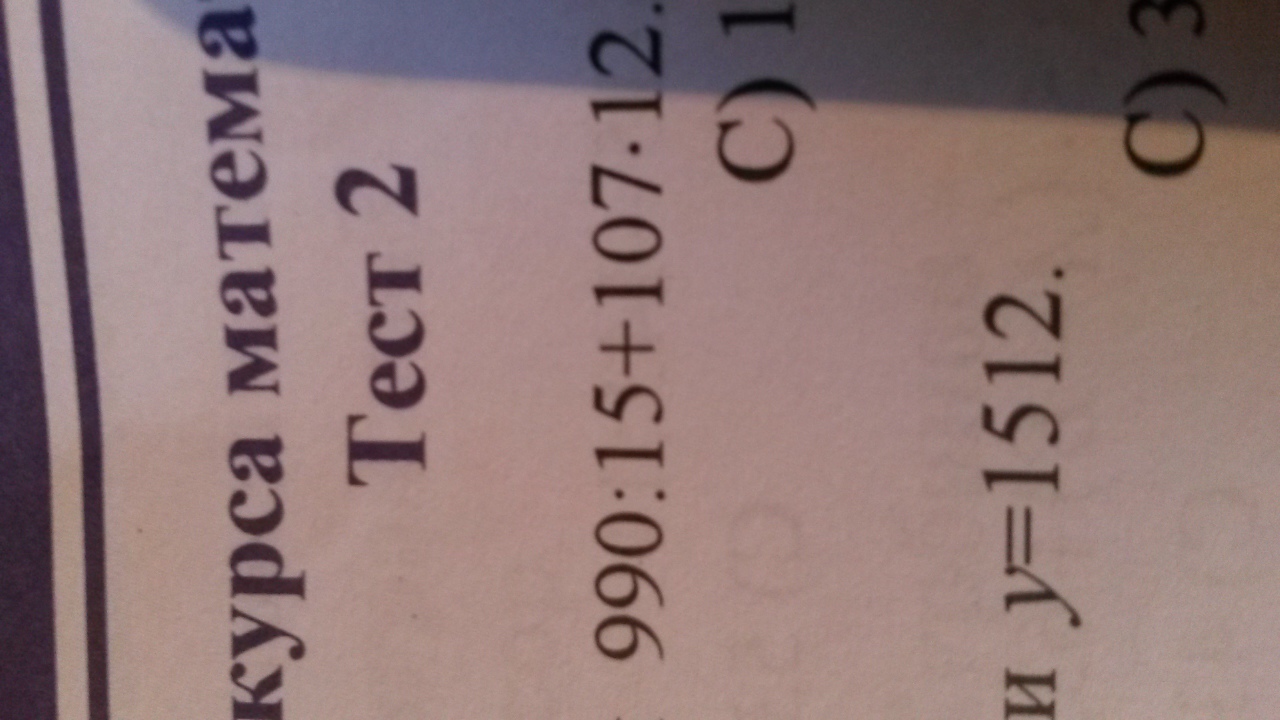 курса матема
Тест 2
990:15+107·12.
C) 1
и y=1512.
C) 3